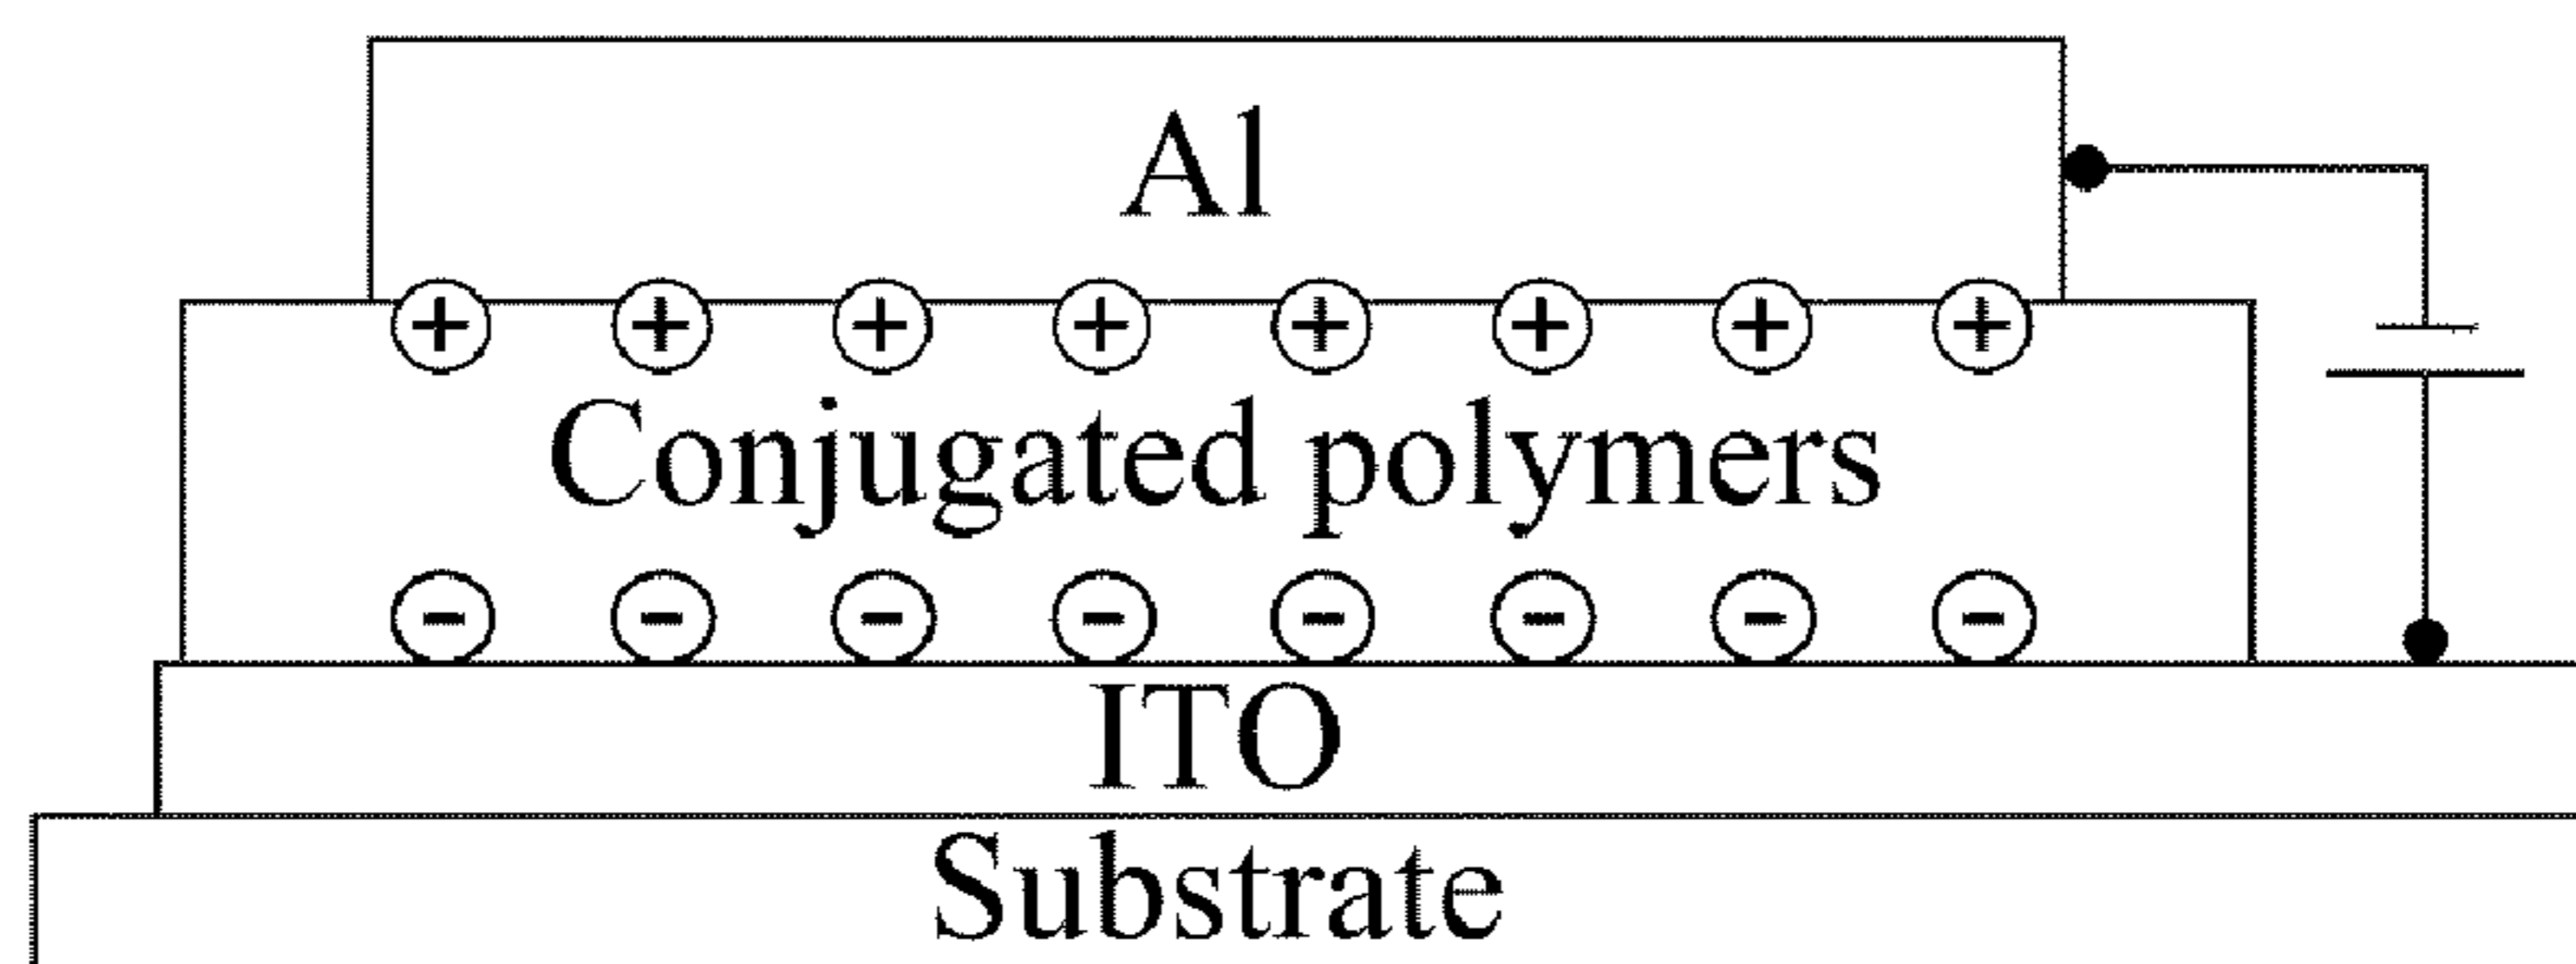 Al
+ + + + + + + +
Conjugated polymers
- - - - - - - -
ITO
Substrate